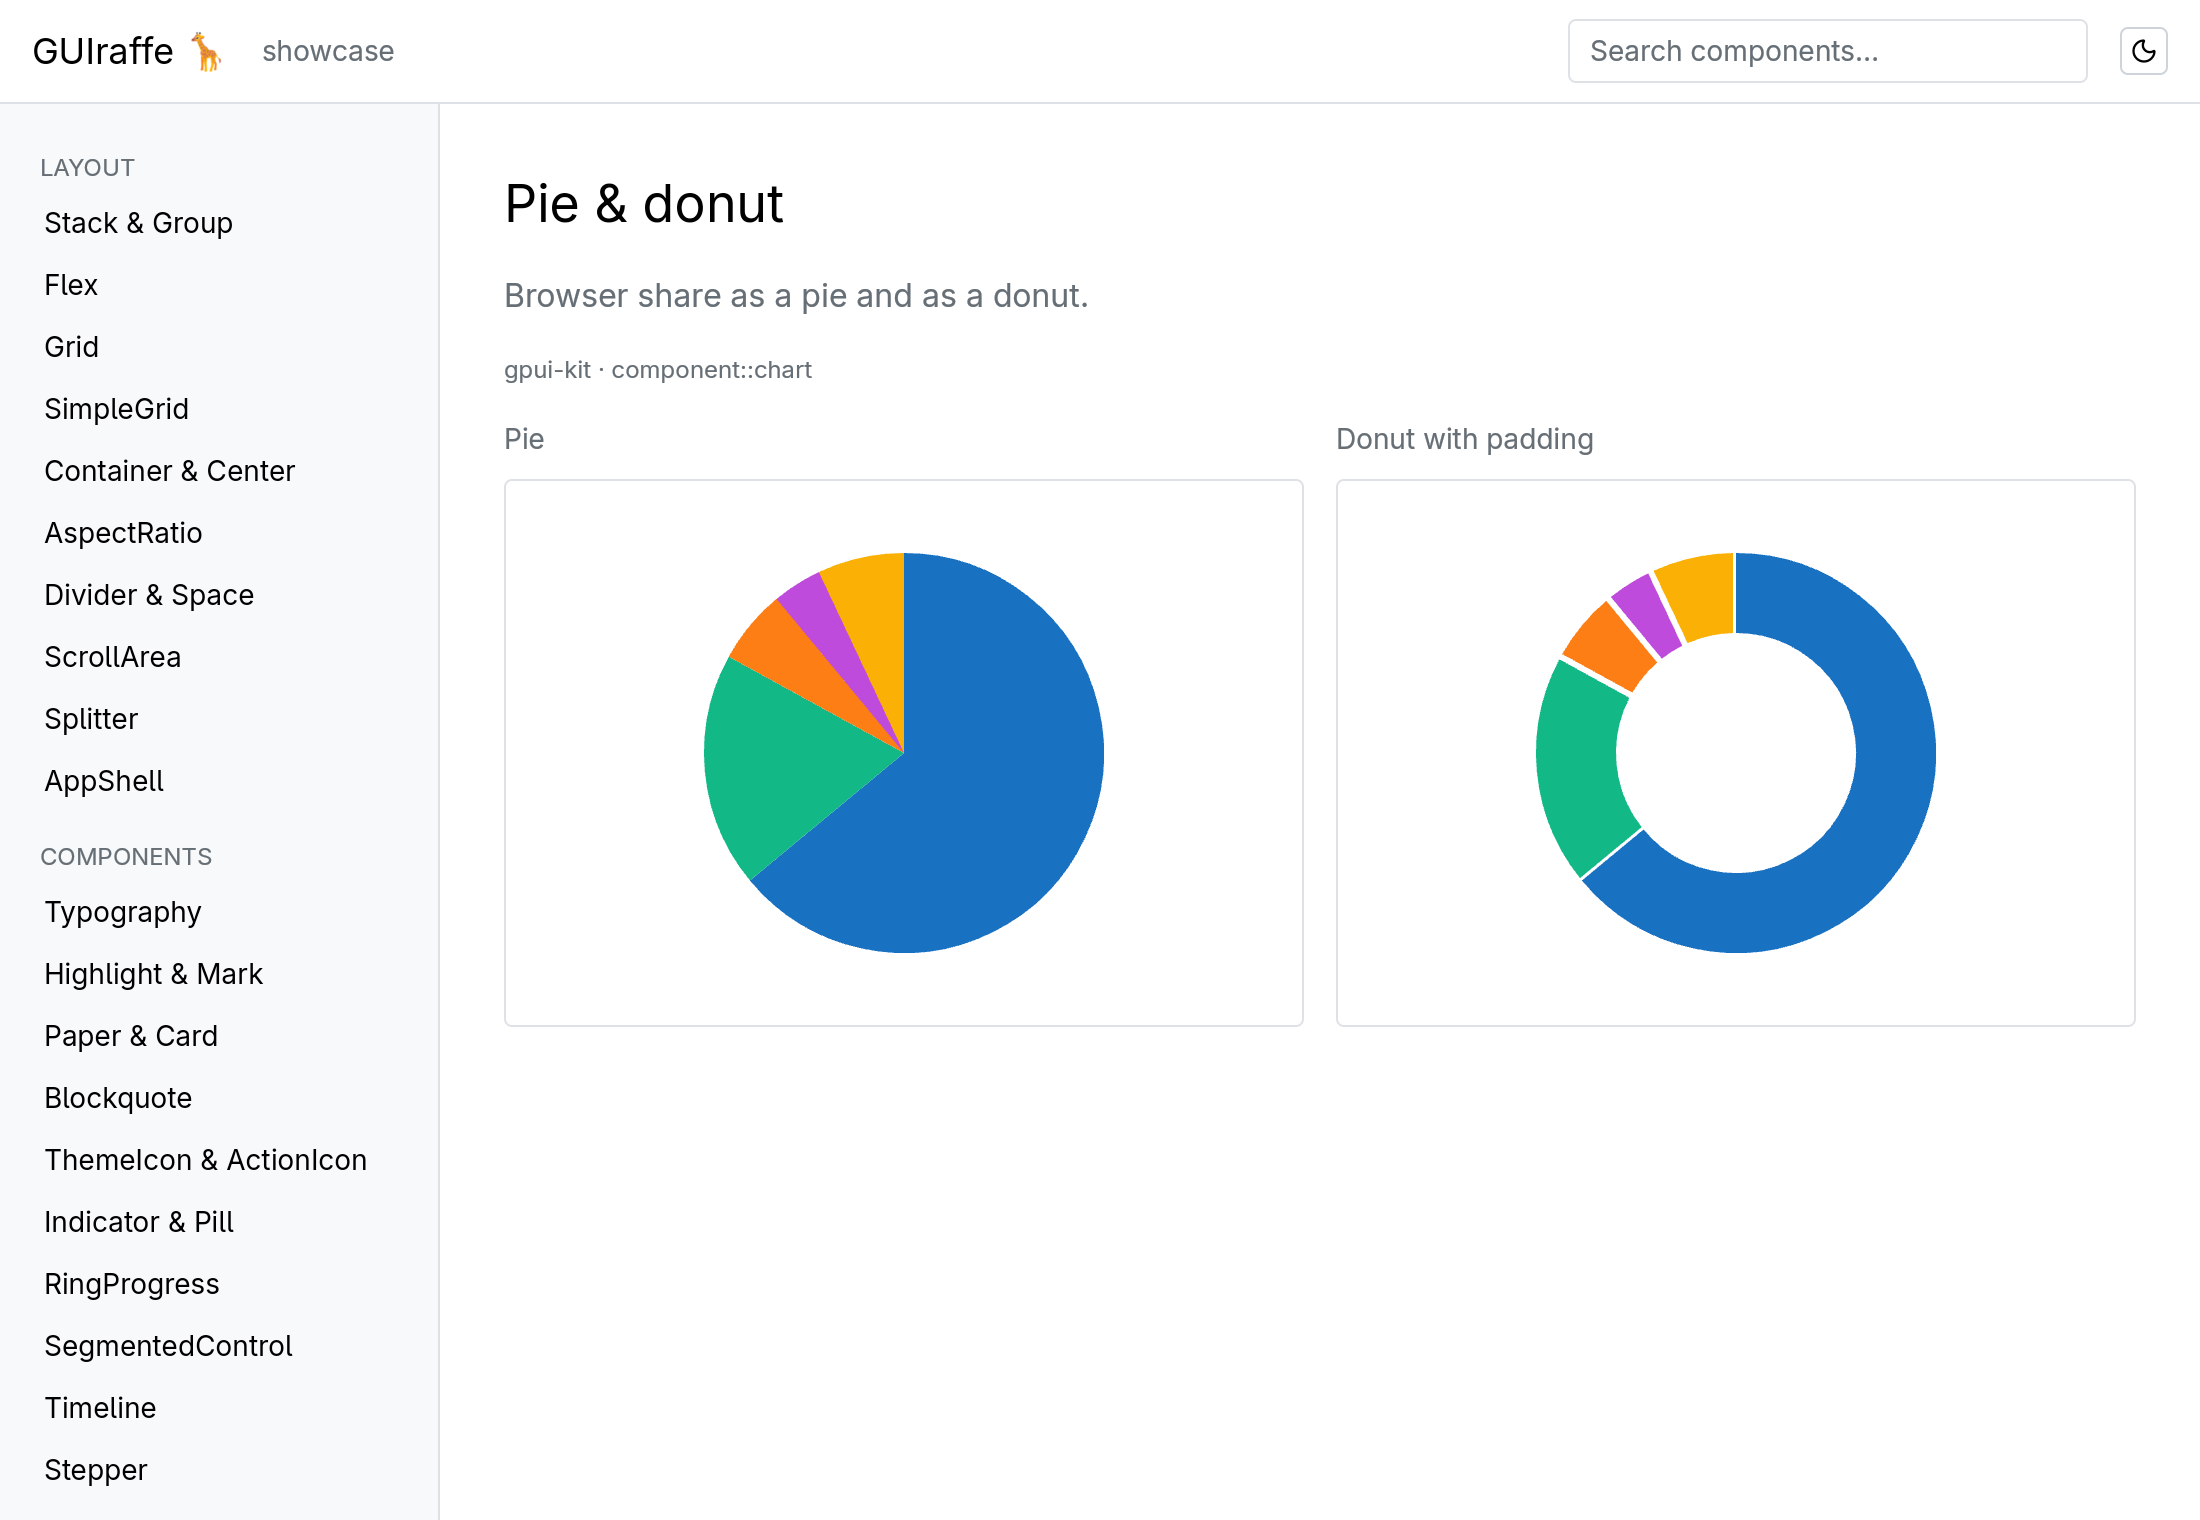 GUIraffe 🦒 showcase
Search components...
LAYOUT
Stack & Group
Flex
Grid
SimpleGrid
Container & Center
AspectRatio
Divider & Space
ScrollArea
Splitter
AppShell
COMPONENTS
Typography
Highlight & Mark
Paper & Card
Blockquote
ThemeIcon & ActionIcon
Indicator & Pill
RingProgress
SegmentedControl
Timeline
Stepper
Pie & donut
Browser share as a pie and as a donut.
gpui-kit · component::chart
Pie
Donut with padding